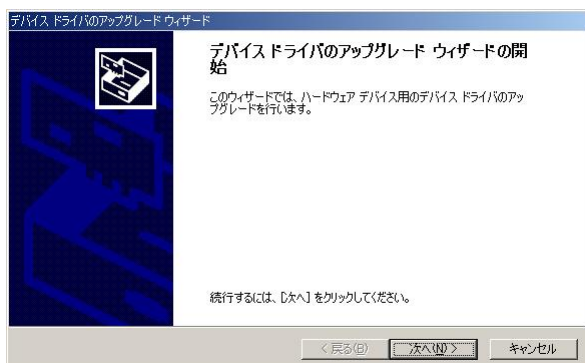 デバイス ドライバのアップグレード ウィザード
デバイス ドライバのアップグレード ウィザードの開
始
このウィザードでは、ハードウェア デバイス用のデバイス ドライバのアッ
プグレードを行います。
続行するには、[次へ] をクリックしてください。
< 戻る(B) 次へ(N) > キャンセル